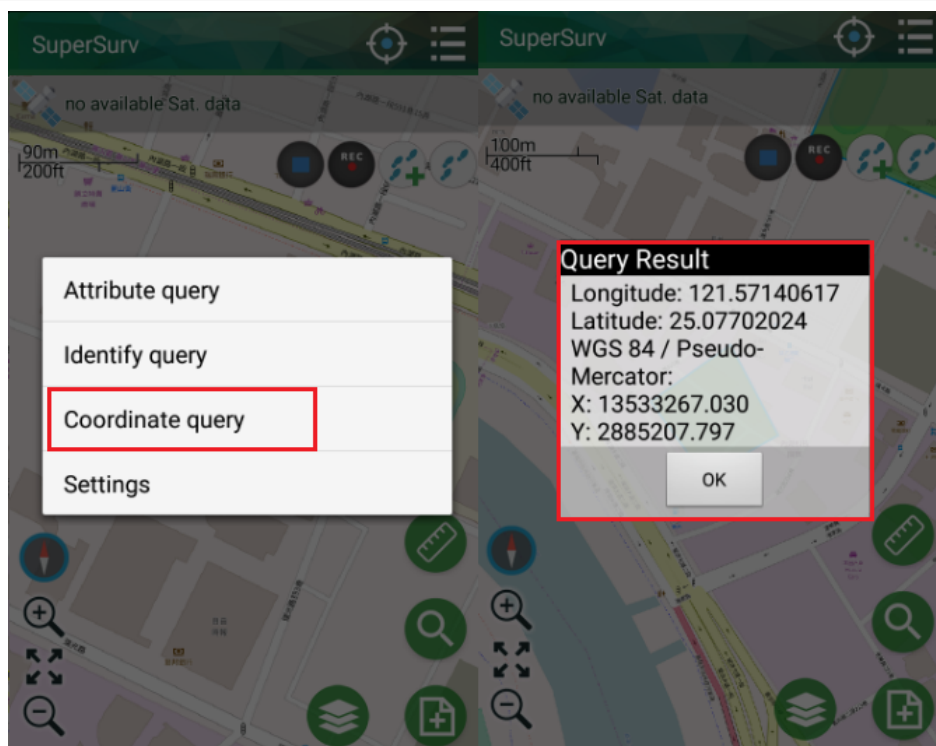 SuperSurv
no available Sat. data
90m
200ft
REC
Attribute query
Identify query
Coordinate query
Settings
SuperSurv
no available Sat. data
100m
400ft
REC
Query Result
Longitude: 121.57140617
Latitude: 25.07702024
WGS 84 / Pseudo-
Mercator:
X: 13533267.030
Y: 2885207.797
OK